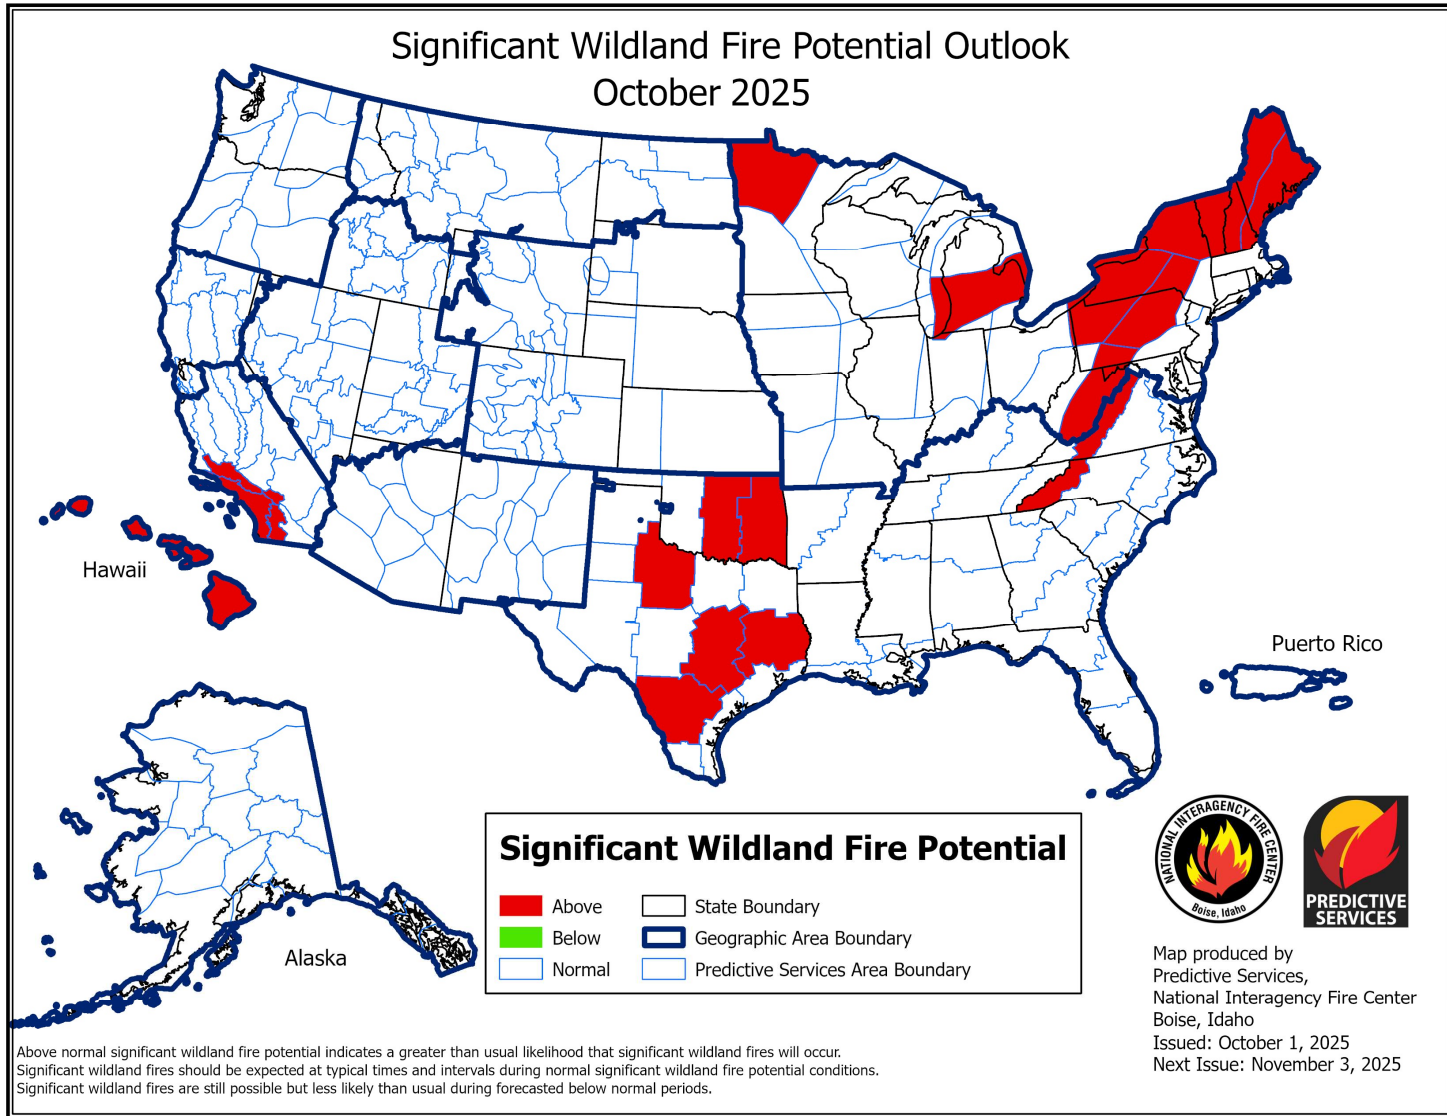 Significant Wildland Fire Potential Outlook
October 2025
Hawaii
Puerto Rico
Alaska
Significant Wildland Fire Potential
Above
State Boundary
Below
Geographic Area Boundary
Normal
Predictive Services Area Boundary
NATIONAL INTERAGENCY FIRE CENTER
Boise, Idaho
PREDICTIVE
SERVICES
Map produced by
Predictive Services,
National Interagency Fire Center
Boise, Idaho
Issued: October 1, 2025
Next Issue: November 3, 2025
Above normal significant wildland fire potential indicates a greater than usual likelihood that significant wildland fires will occur.
Significant wildland fires should be expected at typical times and intervals during normal significant wildland fire potential conditions.
Significant wildland fires are still possible but less likely than usual during forecasted below normal periods.